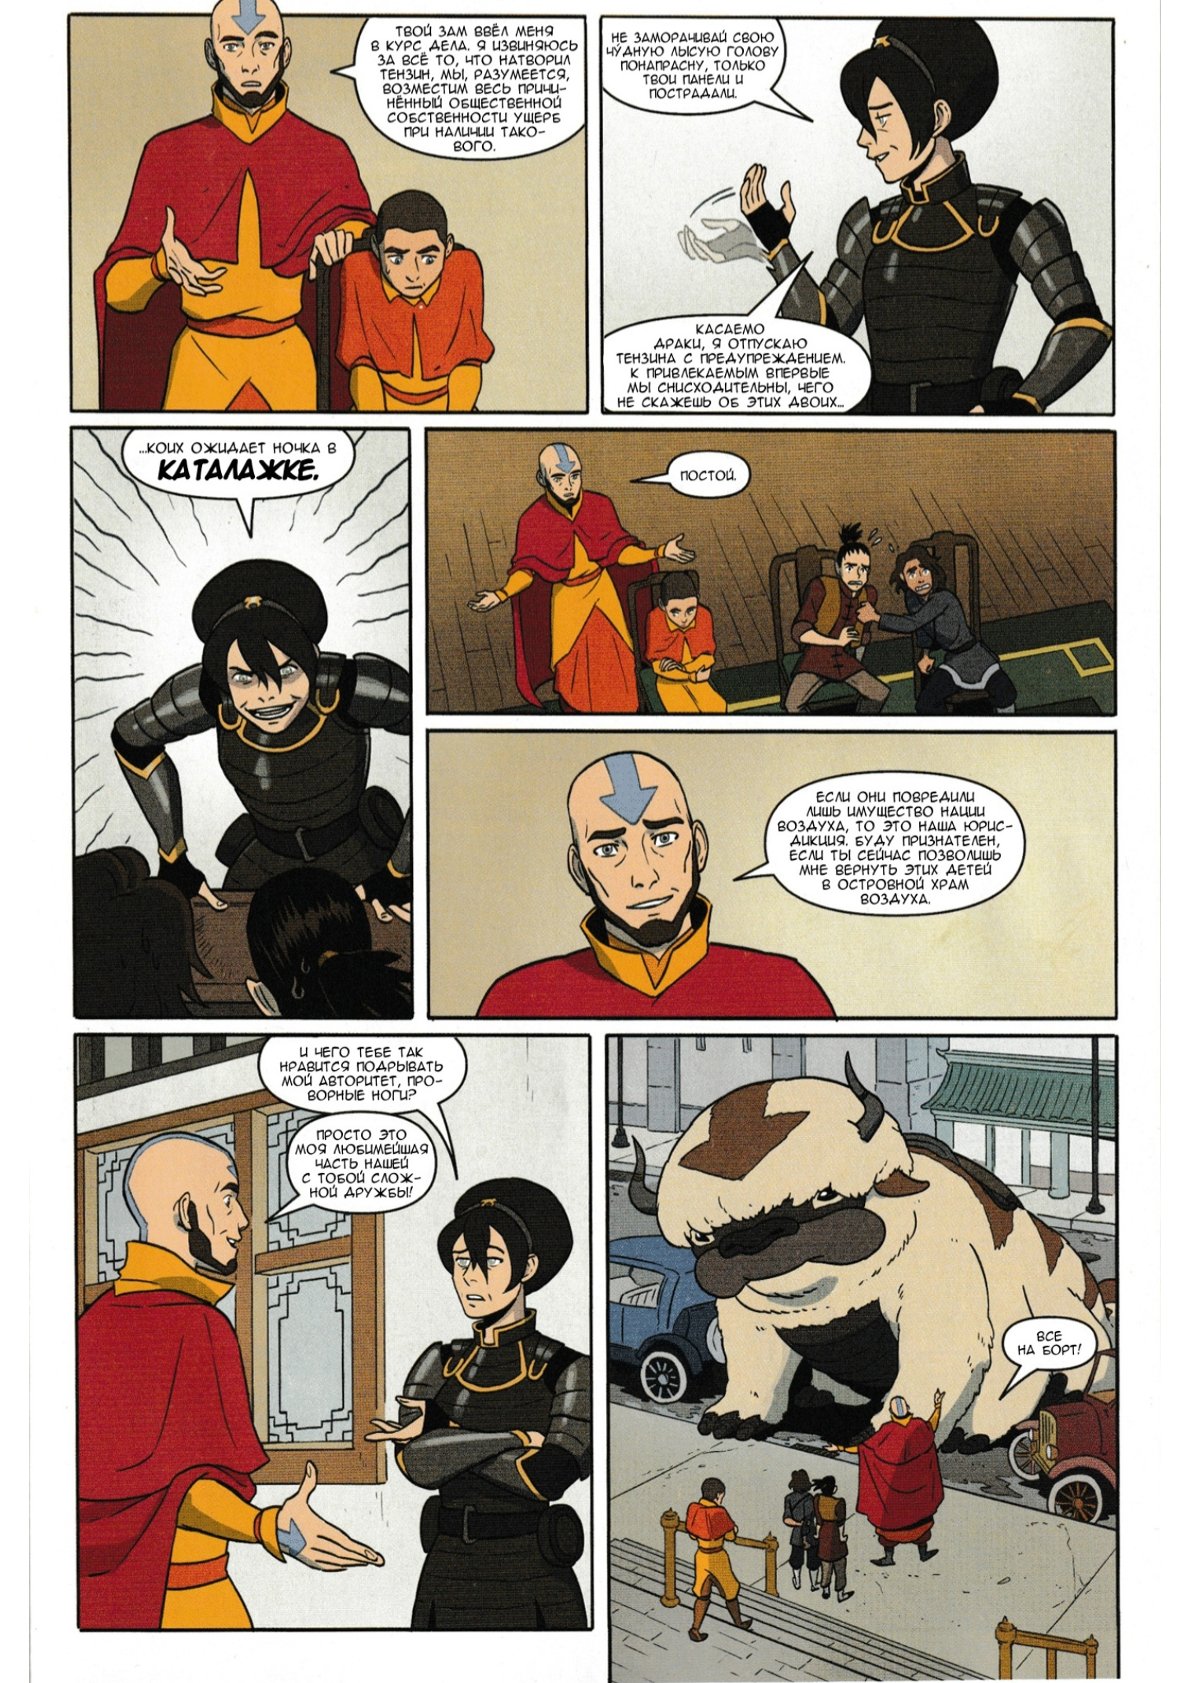 ТВОЙ ЗАМ ВВЁЛ МЕНЯ
В КУРС ДЕЛА. Я ИЗВИНЯЮСЬ
ЗА ВСЁ ТО, ЧТО НАТВОРИЛ
ТЕНЗИН, МЫ, РАЗУМЕЕТСЯ,
ВОЗМЕСТИМ ВЕСЬ ПРИЧИ-
НЁННЫЙ ОБЩЕСТВЕННОЙ
СОБСТВЕННОСТИ УЩЕРБ
ПРИ НАЛИЧИИ ТАКО-
ВОГО.
НЕ ЗАМОРАЧИВАЙ СВОЮ
ЧУ́ДНУЮ ЛЫСУЮ ГОЛОВУ
ПОНАПРАСНУ, ТОЛЬКО
ТВОИ ПАНЕЛИ И
ПОСТРАДАЛИ.
КАСАЕМО
ДРАКИ, Я ОТПУСКАЮ
ТЕНЗИНА С ПРЕДУПРЕЖДЕНИЕМ.
К ПРИВЛЕКАЕМЫМ ВПЕРВЫЕ
МЫ СНИСХОДИТЕЛЬНЫ, ЧЕГО
НЕ СКАЖЕШЬ ОБ ЭТИХ ДВОИХ...
...КОИХ ОЖИДАЕТ НОЧКА В
КАТАЛАЖКЕ.
ПОСТОЙ.
ЕСЛИ ОНИ ПОВРЕДИЛИ
ЛИШЬ ИМУЩЕСТВО НАЦИИ
ВОЗДУХА, ТО ЭТО НАША ЮРИС-
ДИКЦИЯ. БУДУ ПРИЗНАТЕЛЕН,
ЕСЛИ ТЫ СЕЙЧАС ПОЗВОЛИШЬ
МНЕ ВЕРНУТЬ ЭТИХ ДЕТЕЙ
В ОСТРОВНОЙ ХРАМ
ВОЗДУХА.
И ЧЕГО ТЕБЕ ТАК
НРАВИТСЯ ПОДРЫВАТЬ
МОЙ АВТОРИТЕТ, ПРО-
ВОРНЫЕ НОГИ?
ПРОСТО ЭТО
МОЯ ЛЮБИМЕЙШАЯ
ЧАСТЬ НАШЕЙ
С ТОБОЙ СЛОЖ-
НОЙ ДРУЖБЫ!
ВСЕ
НА БОРТ!